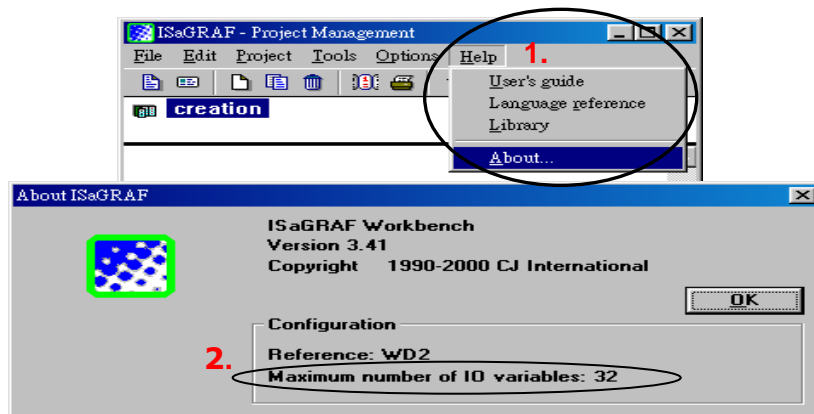 ISaGRAF - Project Management
File Edit Project Tools Options Help
1.
User's guide
Language reference
Library
creation
About...
About ISaGRAF
ISaGRAF Workbench
Version 3.41
Copyright 1990-2000 CJ International
OK
Configuration
Reference: WD2
2.
Maximum number of IO variables: 32